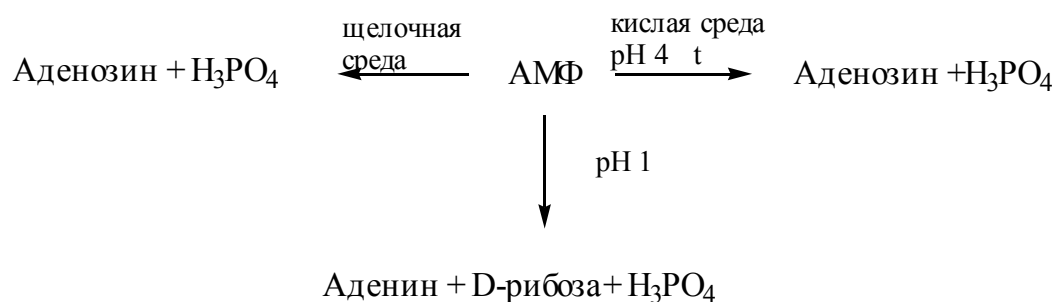 щелочная
среда
кислая среда
pH 4 t
Аденозин + H₃PO₄
АМФ
Аденозин +H₃PO₄
pH 1
Аденин + D-рибоза+ H₃PO₄